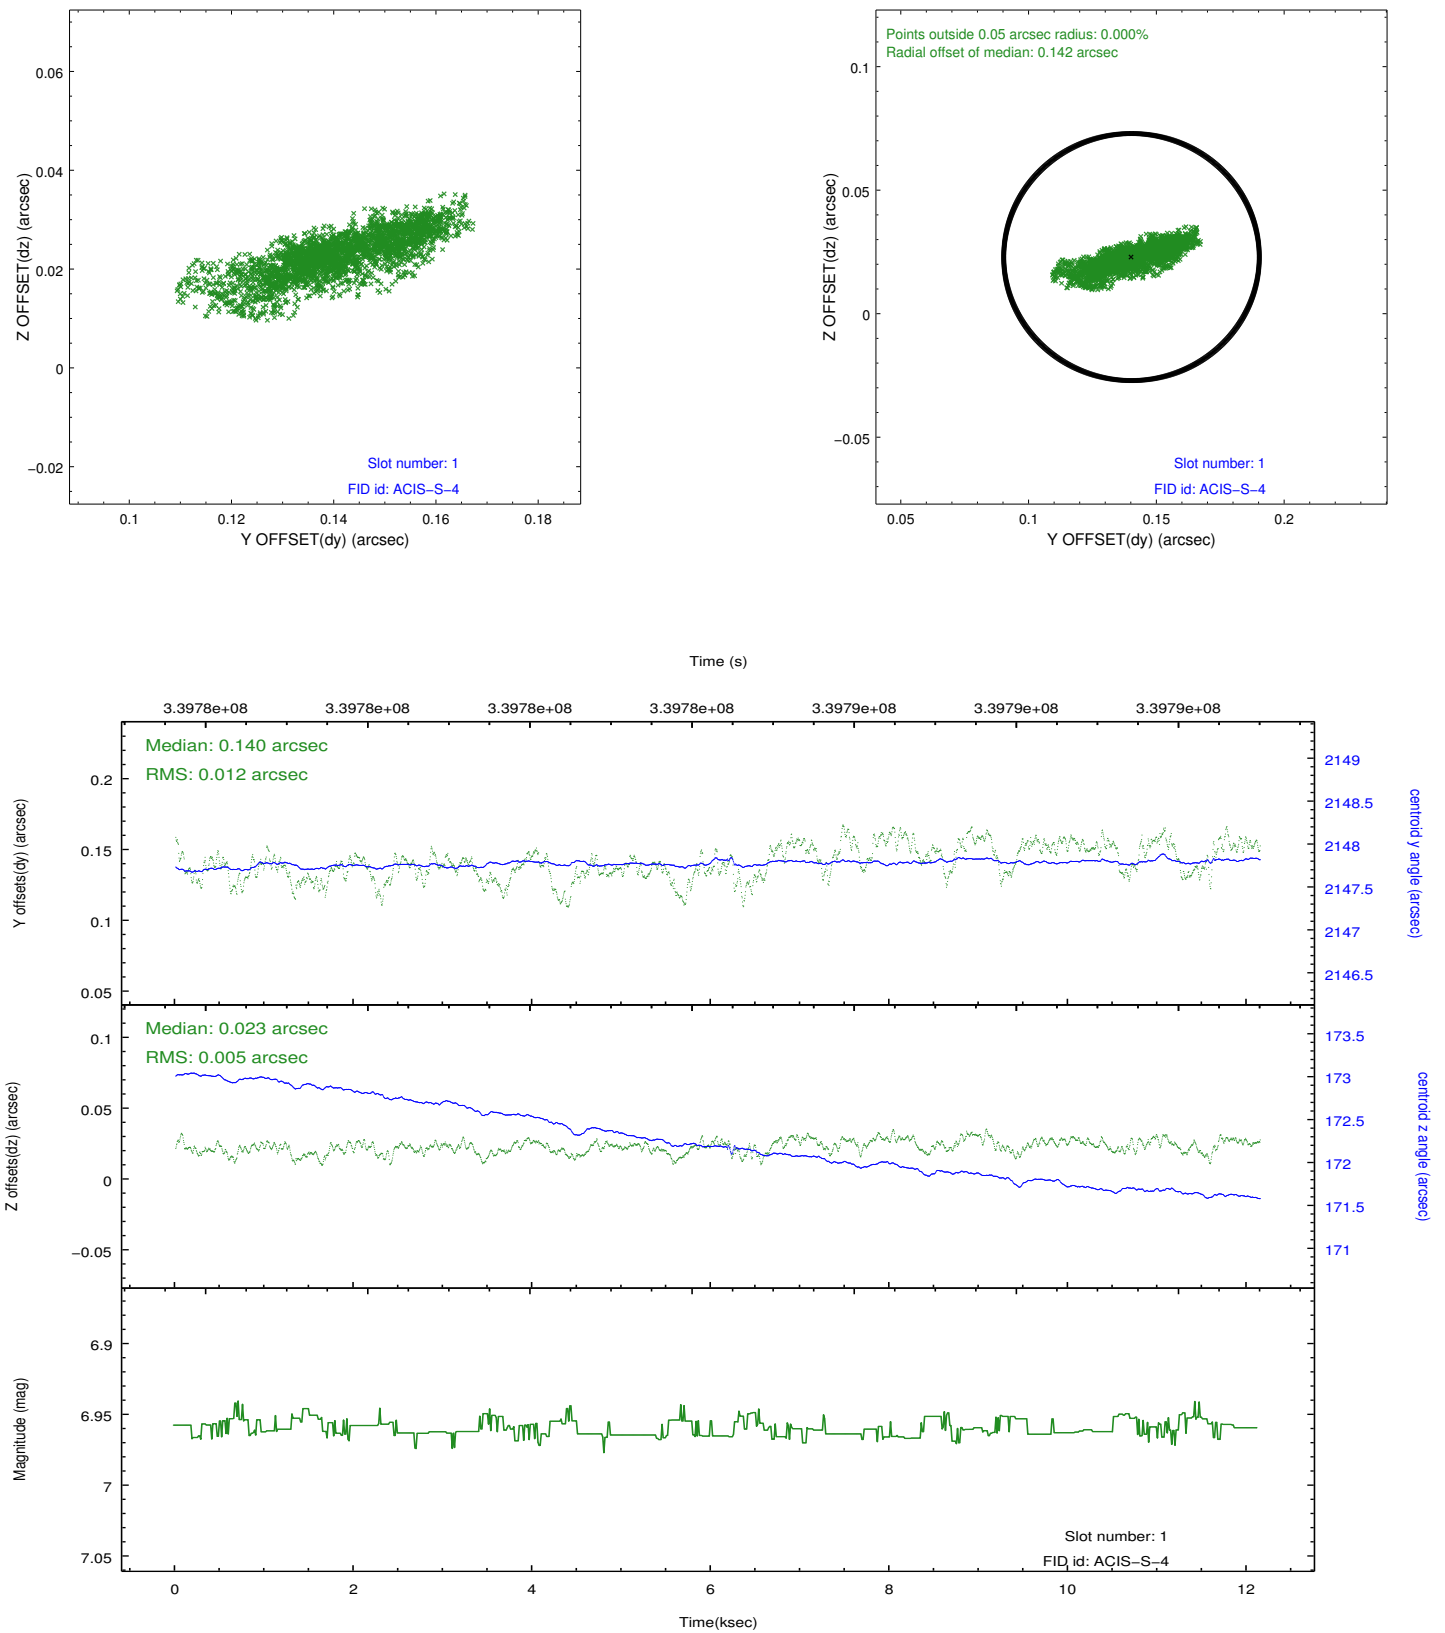 0.06
0.04
0.02
0
−0.02
Z OFFSET(dz) (arcsec)
Slot number: 1
FID id: ACIS−S−4
0.1 0.12 0.14 0.16 0.18
Y OFFSET(dy) (arcsec)
Points outside 0.05 arcsec radius: 0.000%
Radial offset of median: 0.142 arcsec
0.1
0.05
0
−0.05
Z OFFSET(dz) (arcsec)
Slot number: 1
FID id: ACIS−S−4
0.05 0.1 0.15 0.2
Y OFFSET(dy) (arcsec)
Time (s)
3.3978e+08 3.3978e+08 3.3978e+08 3.3978e+08 3.3979e+08 3.3979e+08 3.3979e+08
Median: 0.140 arcsec
RMS: 0.012 arcsec
0.2
0.15
0.1
0.05
Y offsets(dy) (arcsec)
2149
2148.5
2148
2147.5
2147
2146.5
centroid y angle (arcsec)
Median: 0.023 arcsec
RMS: 0.005 arcsec
0.1
0.05
0
−0.05
Z offsets(dz) (arcsec)
173.5
173
172.5
172
171.5
171
centroid z angle (arcsec)
6.9
6.95
7
7.05
Magnitude (mag)
Slot number: 1
FID id: ACIS−S−4
0 2 4 6 8 10 12
Time(ksec)